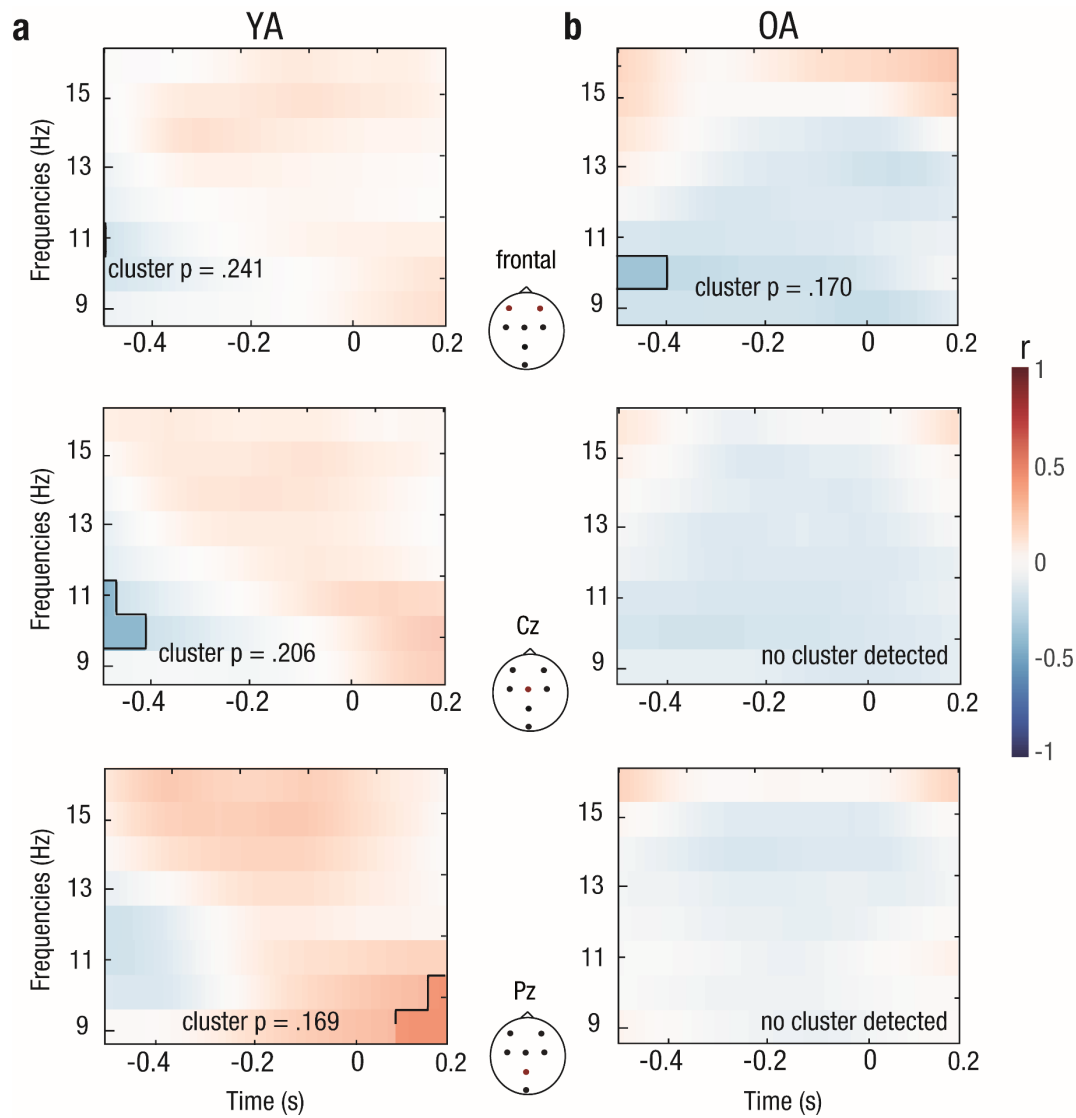 a YA
b OA
Frequencies (Hz)
15
13
11
9
cluster p = .241
-0.4 -0.2 0 0.2
frontal
15
13
11
9
cluster p = .170
-0.4 -0.2 0 0.2
r
1
0.5
0
-0.5
-1
Frequencies (Hz)
15
13
11
9
cluster p = .206
-0.4 -0.2 0 0.2
Cz
15
13
11
9
no cluster detected
-0.4 -0.2 0 0.2
Frequencies (Hz)
15
13
11
9
cluster p = .169
-0.4 -0.2 0 0.2
Time (s)
Pz
15
13
11
9
no cluster detected
-0.4 -0.2 0 0.2
Time (s)